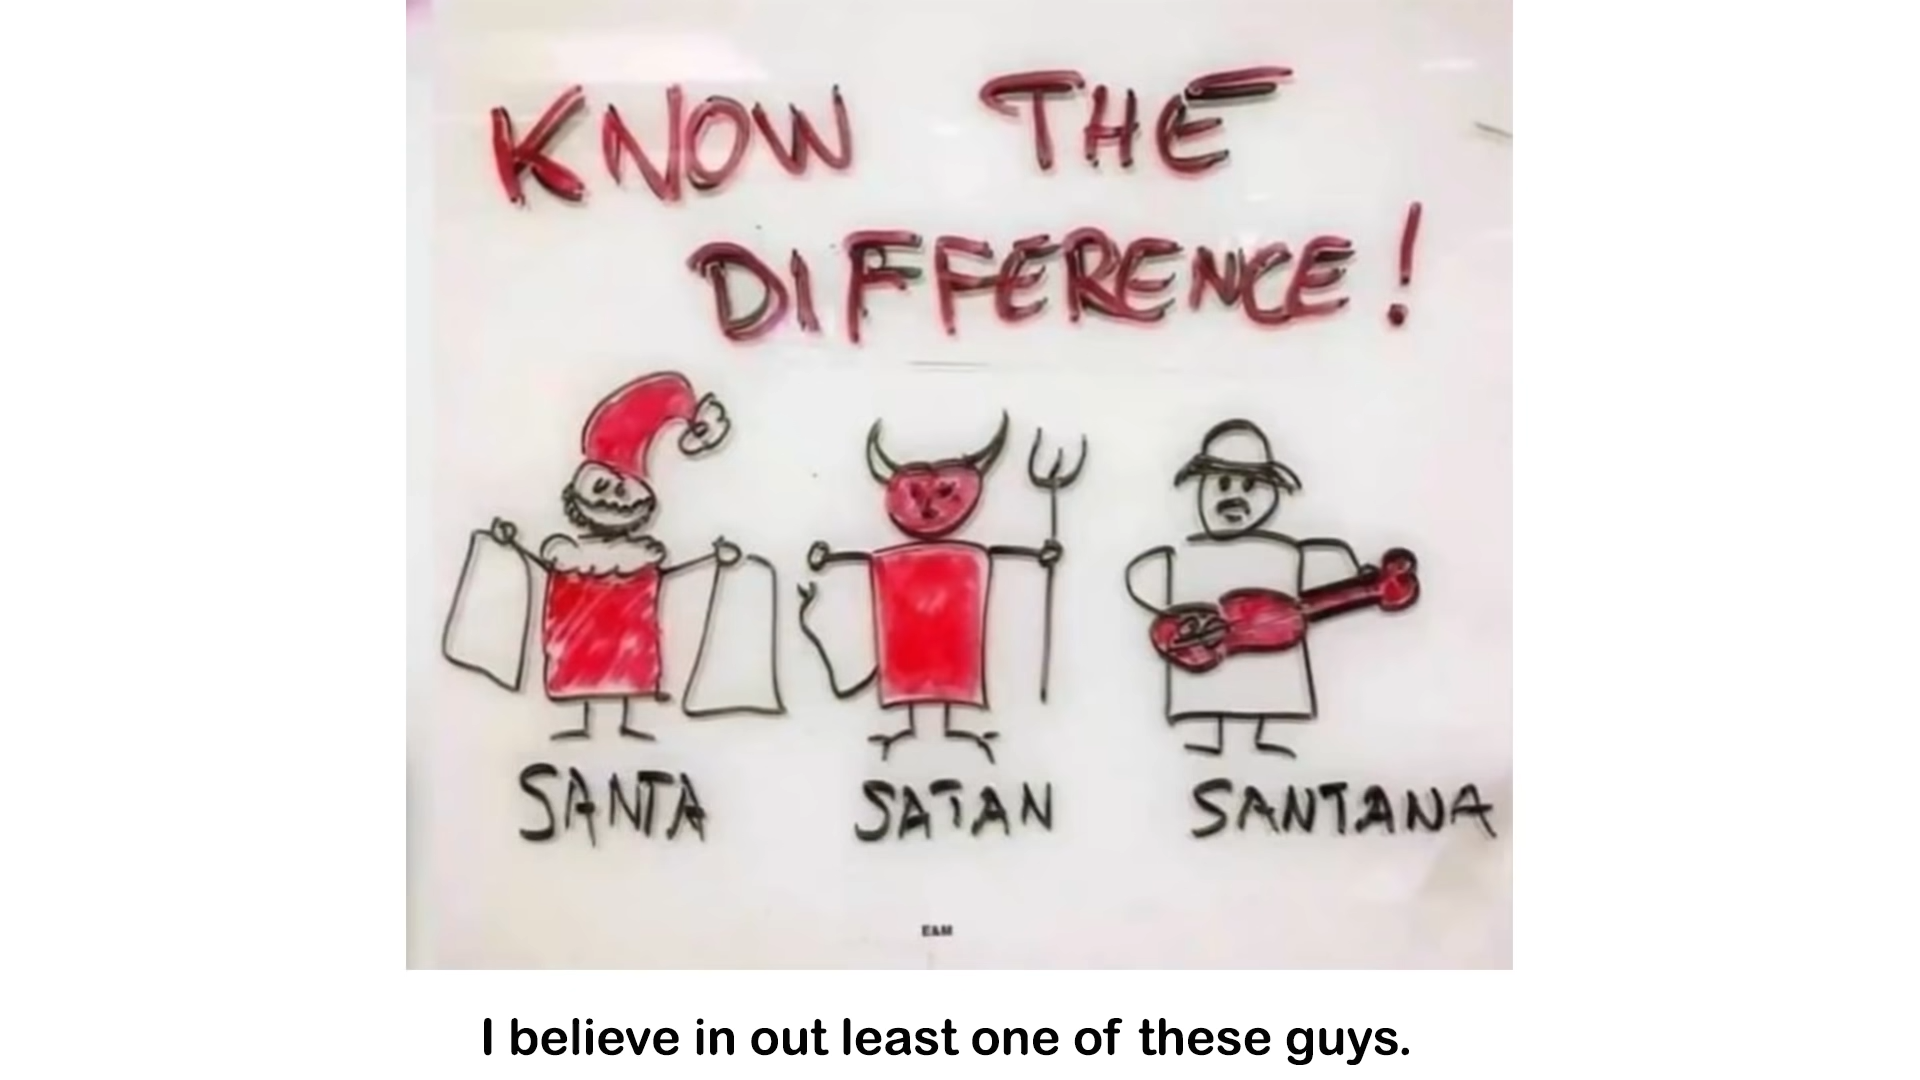 KNOW THE
DIFFERENCE!
SANTA SATAN SANTANA
E&M
I believe in out least one of these guys.